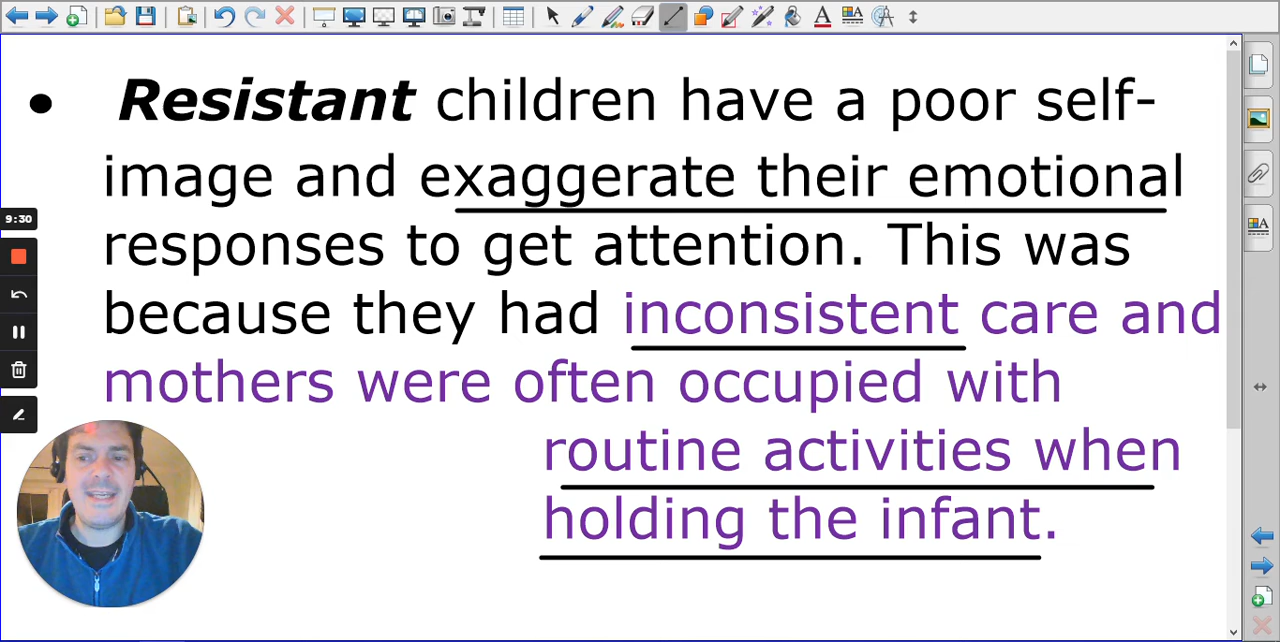 • Resistant children have a poor self-
image and exaggerate their emotional
responses to get attention. This was
because they had inconsistent care and
mothers were often occupied with
routine activities when
holding the infant.
9:30